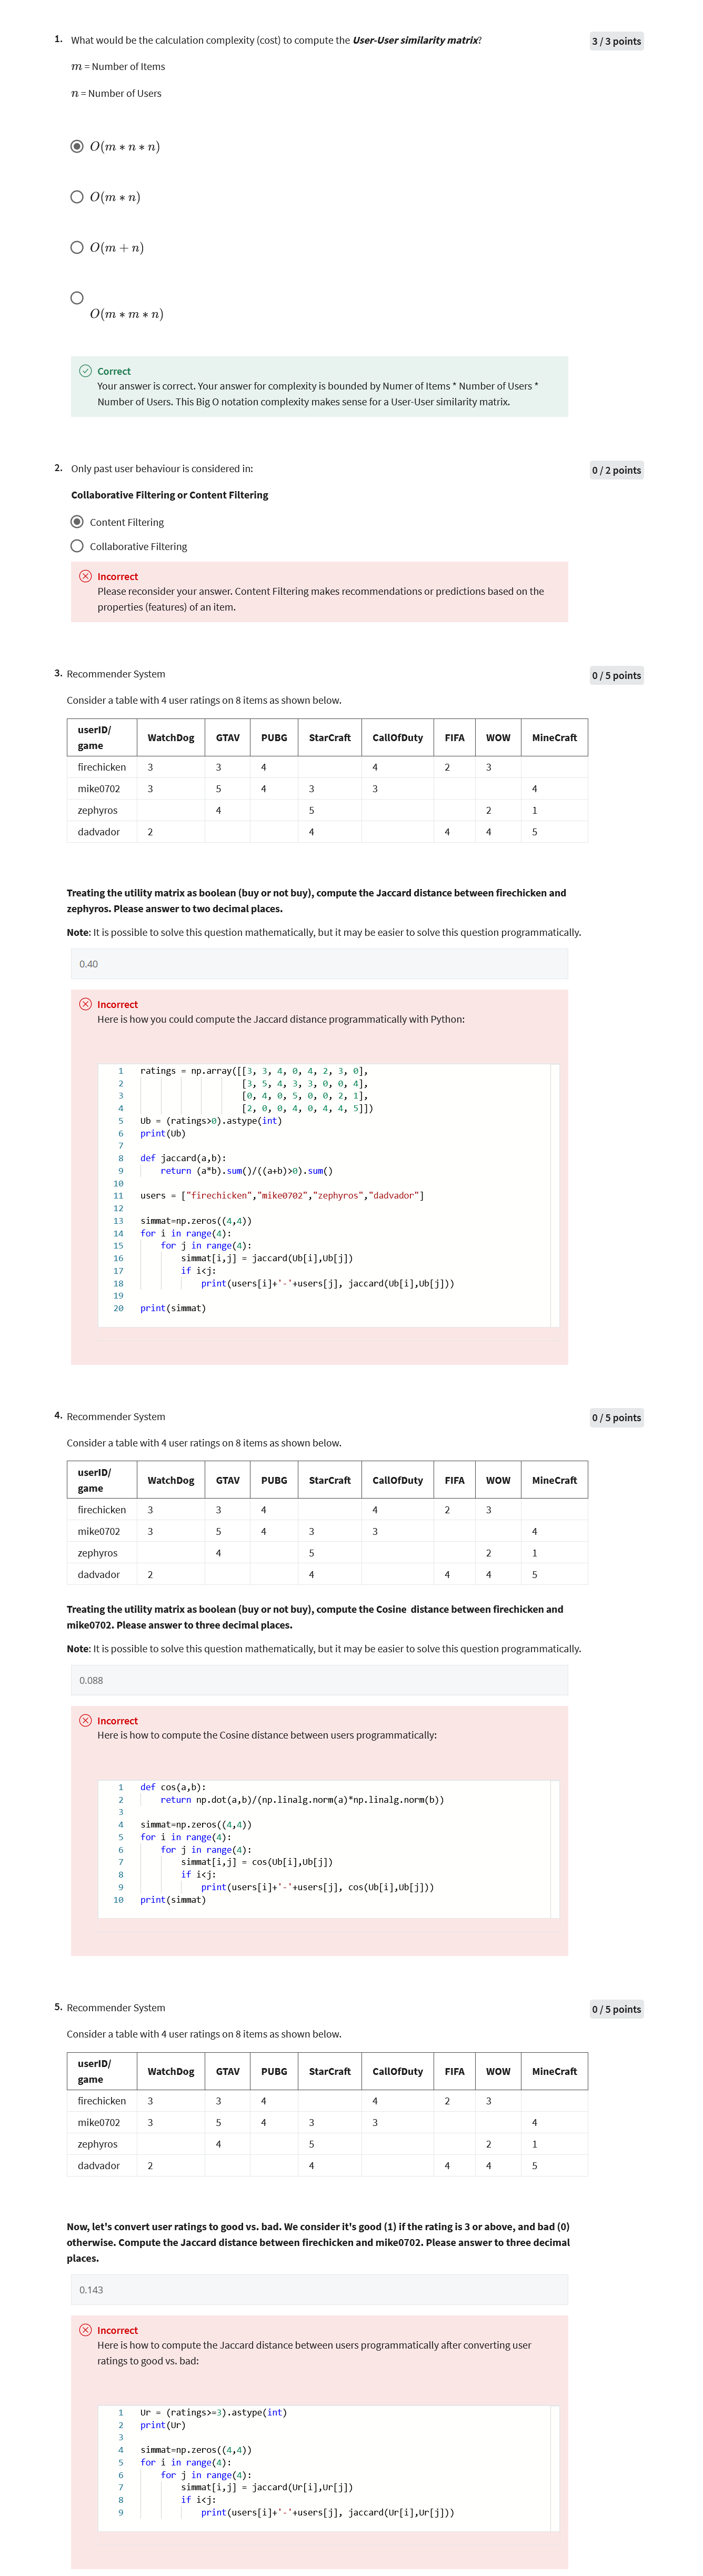 1. What would be the calculation complexity (cost) to compute the User-User similarity matrix?
3 / 3 points
m = Number of Items
n = Number of Users
O(m ∗ n ∗ n)
O(m ∗ n)
O(m + n)
O(m ∗ m ∗ n)
Correct
Your answer is correct. Your answer for complexity is bounded by Numer of Items * Number of Users *
Number of Users. This Big O notation complexity makes sense for a User-User similarity matrix.
2. Only past user behaviour is considered in:
0 / 2 points
Collaborative Filtering or Content Filtering
Content Filtering
Collaborative Filtering
Incorrect
Please reconsider your answer. Content Filtering makes recommendations or predictions based on the
properties (features) of an item.
3. Recommender System
0 / 5 points
Consider a table with 4 user ratings on 8 items as shown below.
userID/
game WatchDog GTAV PUBG StarCraft CallOfDuty FIFA WOW MineCraft
firechicken 3 3 4 4 2 3
mike0702 3 5 4 3 3 4
zephyros 4 5 2 1
dadvador 2 4 4 4 5
Treating the utility matrix as boolean (buy or not buy), compute the Jaccard distance between firechicken and
zephyros. Please answer to two decimal places.
Note: It is possible to solve this question mathematically, but it may be easier to solve this question programmatically.
0.40
Incorrect
Here is how you could compute the Jaccard distance programmatically with Python:
1 ratings = np.array([[3, 3, 4, 0, 4, 2, 3, 0],
2 [3, 5, 4, 3, 3, 0, 0, 4],
3 [0, 4, 0, 5, 0, 0, 2, 1],
4 [2, 0, 0, 4, 0, 4, 4, 5]])
5 Ub = (ratings>0).astype(int)
6 print(Ub)
7
8 def jaccard(a,b):
9 return (a*b).sum()/((a+b)>0).sum()
10
11 users = ["firechicken","mike0702","zephyros","dadvador"]
12
13 simmat=np.zeros((4,4))
14 for i in range(4):
15 for j in range(4):
16 simmat[i,j] = jaccard(Ub[i],Ub[j])
17 if i<j:
18 print(users[i]+'-'+users[j], jaccard(Ub[i],Ub[j]))
19
20 print(simmat)
4. Recommender System
0 / 5 points
Consider a table with 4 user ratings on 8 items as shown below.
userID/
game WatchDog GTAV PUBG StarCraft CallOfDuty FIFA WOW MineCraft
firechicken 3 3 4 4 2 3
mike0702 3 5 4 3 3 4
zephyros 4 5 2 1
dadvador 2 4 4 4 5
Treating the utility matrix as boolean (buy or not buy), compute the Cosine distance between firechicken and
mike0702. Please answer to three decimal places.
Note: It is possible to solve this question mathematically, but it may be easier to solve this question programmatically.
0.088
Incorrect
Here is how to compute the Cosine distance between users programmatically:
1 def cos(a,b):
2 return np.dot(a,b)/(np.linalg.norm(a)*np.linalg.norm(b))
3
4 simmat=np.zeros((4,4))
5 for i in range(4):
6 for j in range(4):
7 simmat[i,j] = cos(Ub[i],Ub[j])
8 if i<j:
9 print(users[i]+'-'+users[j], cos(Ub[i],Ub[j]))
10 print(simmat)
5. Recommender System
0 / 5 points
Consider a table with 4 user ratings on 8 items as shown below.
userID/
game WatchDog GTAV PUBG StarCraft CallOfDuty FIFA WOW MineCraft
firechicken 3 3 4 4 2 3
mike0702 3 5 4 3 3 4
zephyros 4 5 2 1
dadvador 2 4 4 4 5
Now, let's convert user ratings to good vs. bad. We consider it's good (1) if the rating is 3 or above, and bad (0)
otherwise. Compute the Jaccard distance between firechicken and mike0702. Please answer to three decimal
places.
0.143
Incorrect
Here is how to compute the Jaccard distance between users programmatically after converting user
ratings to good vs. bad:
1 Ur = (ratings>=3).astype(int)
2 print(Ur)
3
4 simmat=np.zeros((4,4))
5 for i in range(4):
6 for j in range(4):
7 simmat[i,j] = jaccard(Ur[i],Ur[j])
8 if i<j:
9 print(users[i]+'-'+users[j], jaccard(Ur[i],Ur[j]))